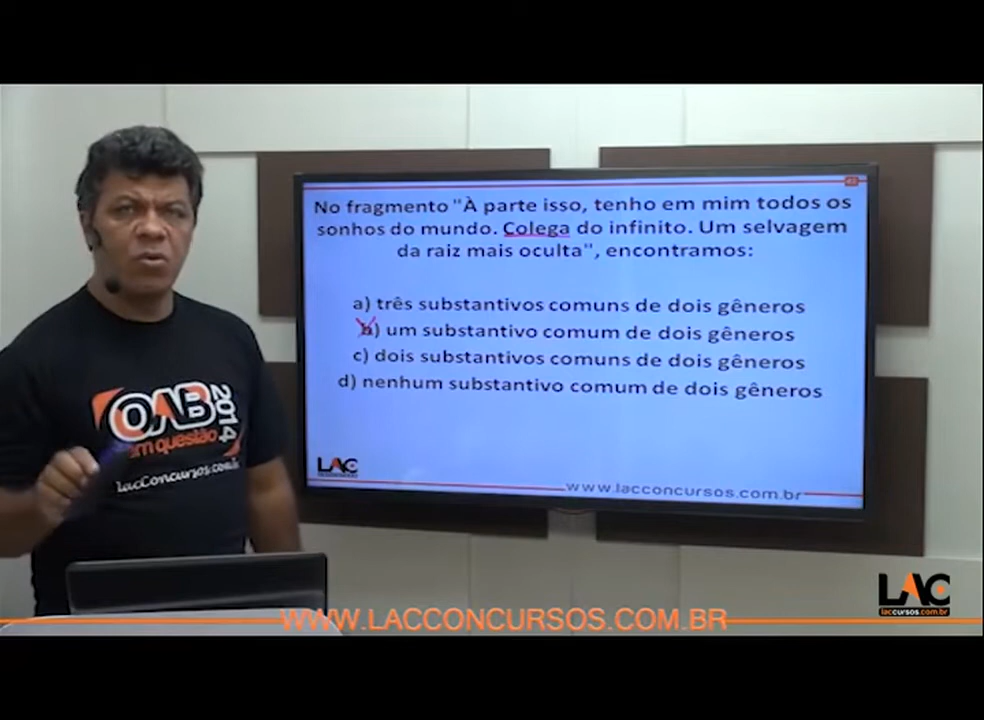 No fragmento "À parte isso, tenho em mim todos os
sonhos do mundo. Colega do infinito. Um selvagem
da raiz mais oculta", encontramos:
a) três substantivos comuns de dois gêneros
b) um substantivo comum de dois gêneros
c) dois substantivos comuns de dois gêneros
d) nenhum substantivo comum de dois gêneros
LAC
www.lacconcursos.com.br
OAB
2014
em questão
lacConcursos.com.br
LAC
laccursos.com.br
WWW.LACCONCURSOS.COM.BR